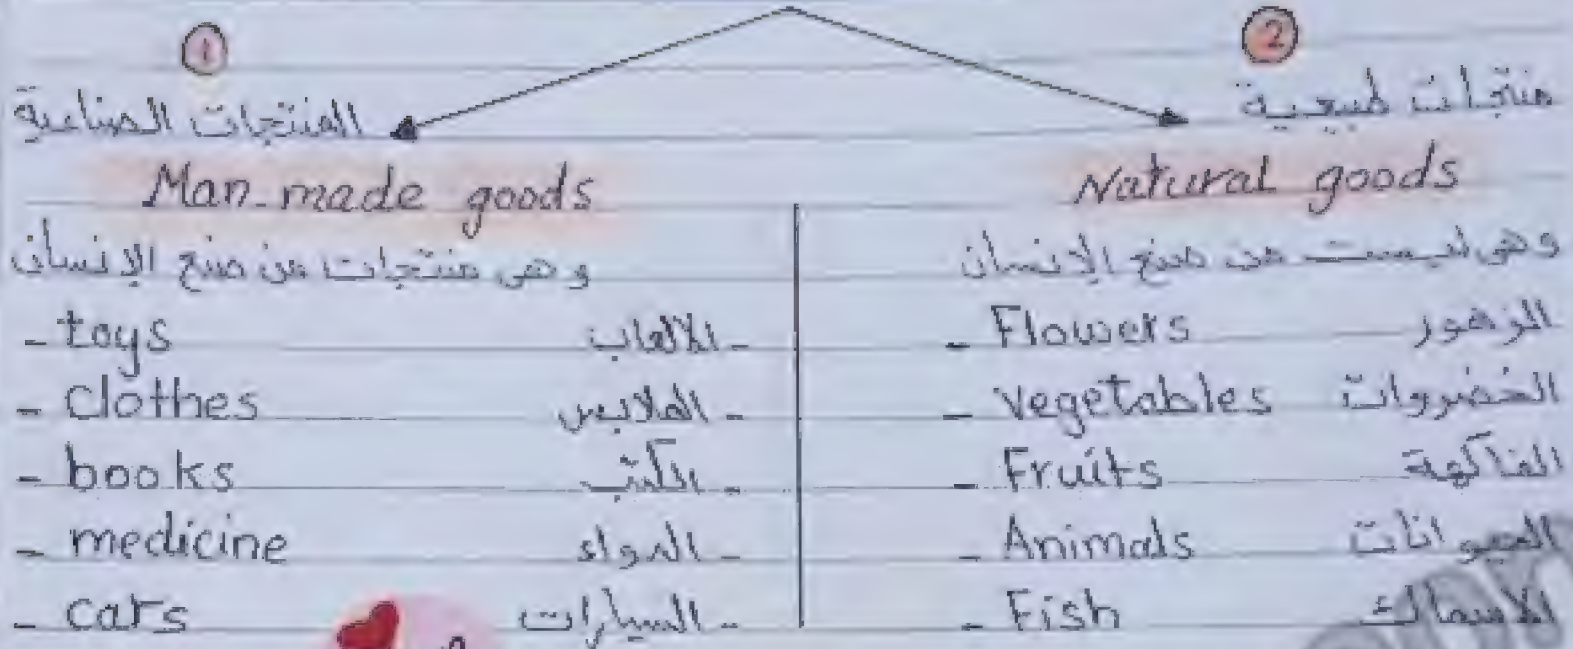 1
المنتجات الصناعية
Man-made goods
وهى منتجات من صنع الإنسان
- toys - الألعاب
- clothes - الملابس
- books - الكتب
- medicine - الدواء
- cars - السيارات
2
منتجات طبيعية
Natural goods
وهى ليست من صنع الإنسان
- Flowers الزهور
- vegetables الخضروات
- Fruits الفاكهة
- Animals الحيوانات
- Fish الأسماك